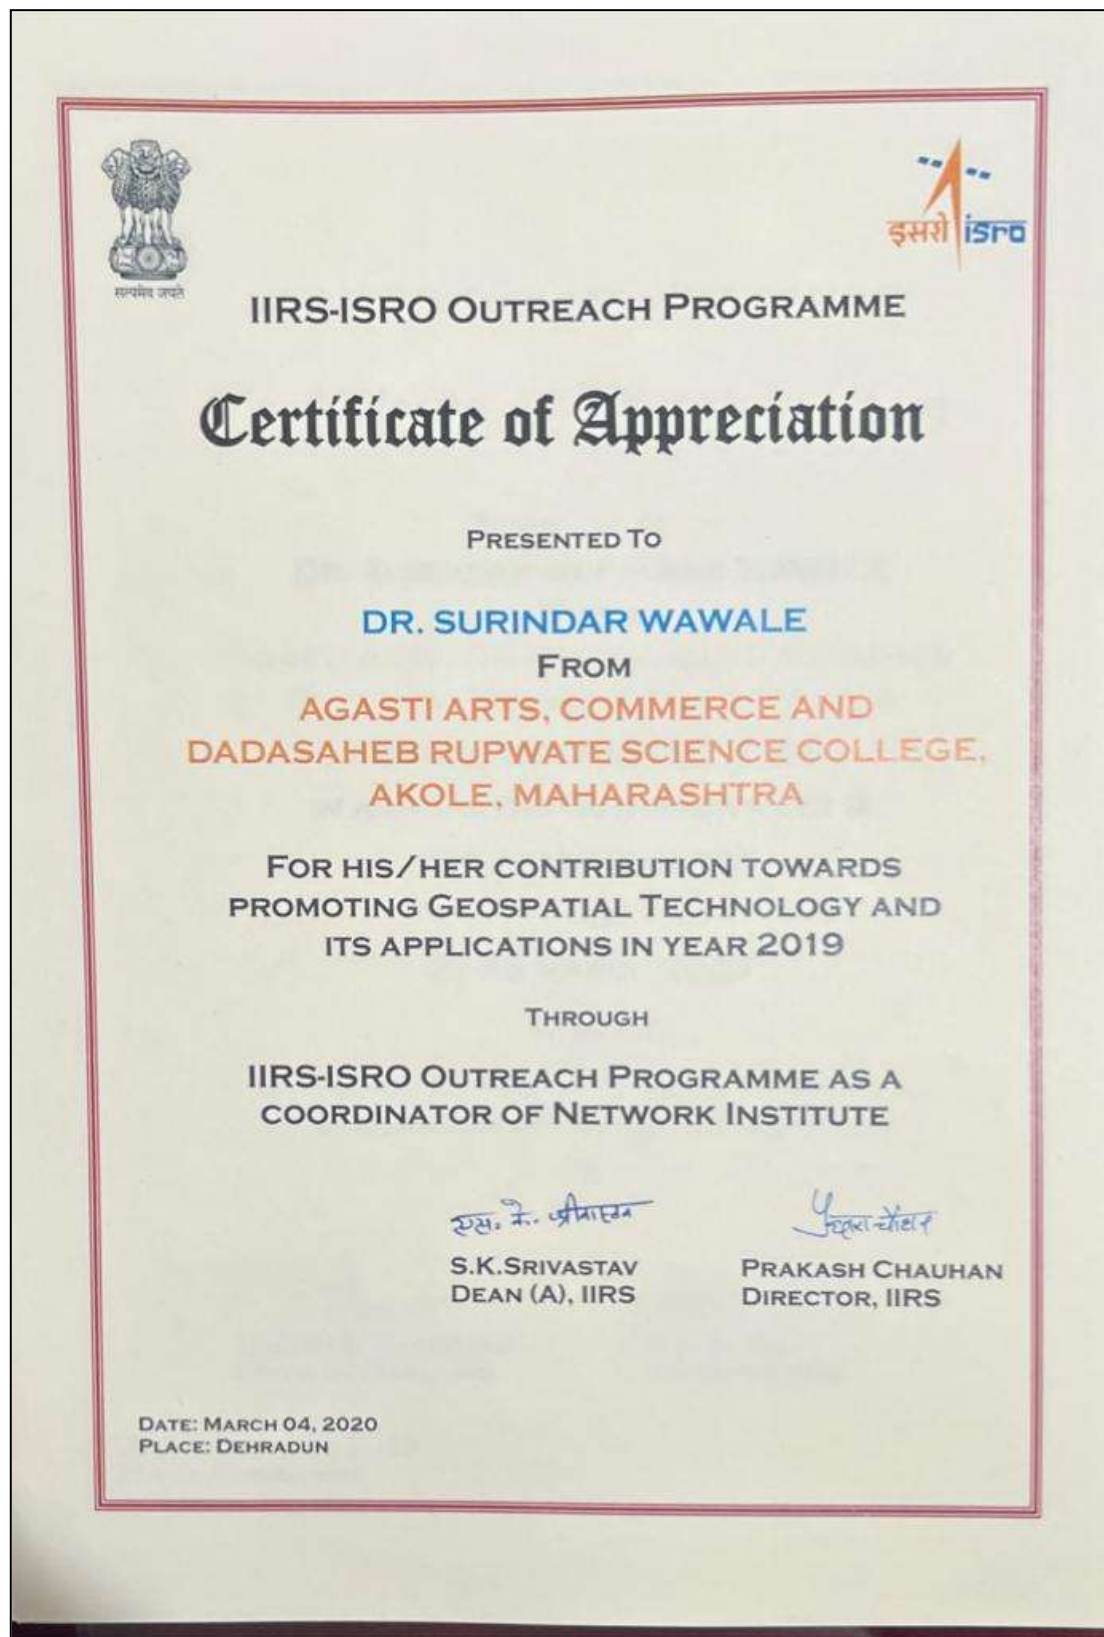 सत्यमेव जयते
इसरो isro
IIRS-ISRO OUTREACH PROGRAMME
Certificate of Appreciation
PRESENTED TO
DR. SURINDAR WAWALE
FROM
AGASTI ARTS, COMMERCE AND
DADASAHEB RUPWATE SCIENCE COLLEGE,
AKOLE, MAHARASHTRA
FOR HIS/HER CONTRIBUTION TOWARDS
PROMOTING GEOSPATIAL TECHNOLOGY AND
ITS APPLICATIONS IN YEAR 2019
THROUGH
IIRS-ISRO OUTREACH PROGRAMME AS A
COORDINATOR OF NETWORK INSTITUTE
एस. के. श्रीवास्तव
S.K.SRIVASTAV
DEAN (A), IIRS
PRAKASH CHAUHAN
DIRECTOR, IIRS
DATE: MARCH 04, 2020
PLACE: DEHRADUN